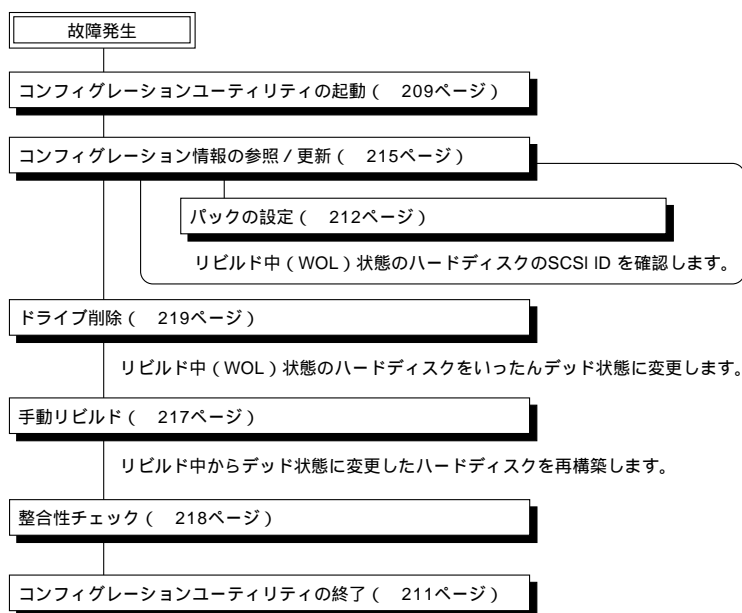 故障発生
コンフィグレーションユーティリティの起動（　209ページ）
コンフィグレーション情報の参照／更新（　215ページ）
パックの設定（　212ページ）
リビルド中（WOL）状態のハードディスクのSCSI ID を確認します。
ドライブ削除（　219ページ）
リビルド中（WOL）状態のハードディスクをいったんデッド状態に変更します。
手動リビルド（　217ページ）
リビルド中からデッド状態に変更したハードディスクを再構築します。
整合性チェック（　218ページ）
コンフィグレーションユーティリティの終了（　211ページ）